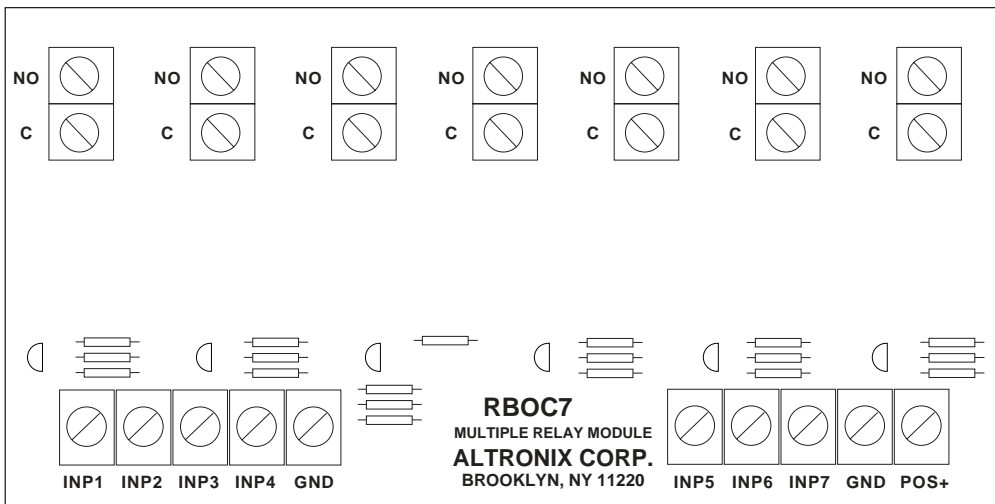 NO NO NO NO NO NO NO
C C C C C C C
RBOC7
MULTIPLE RELAY MODULE
ALTRONIX CORP.
BROOKLYN, NY 11220
INP1 INP2 INP3 INP4 GND
INP5 INP6 INP7 GND POS+